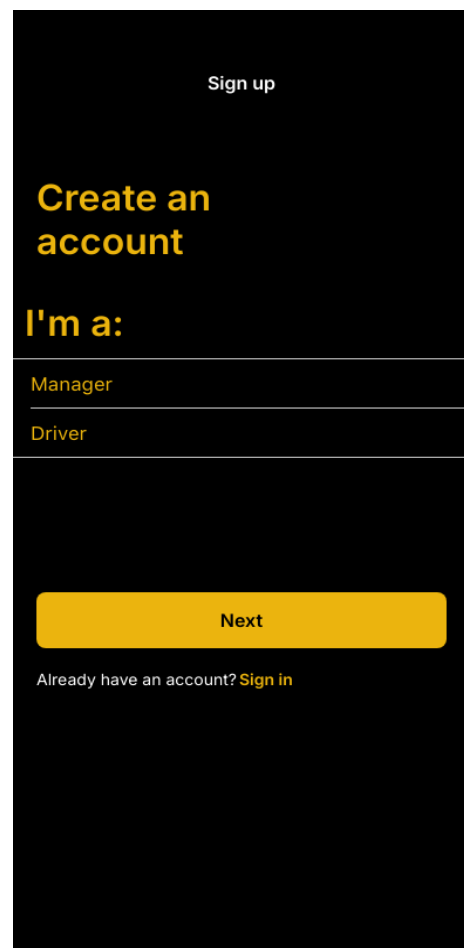 Sign up
Create an
account
I'm a:
Manager
Driver
Next
Already have an account? Sign in